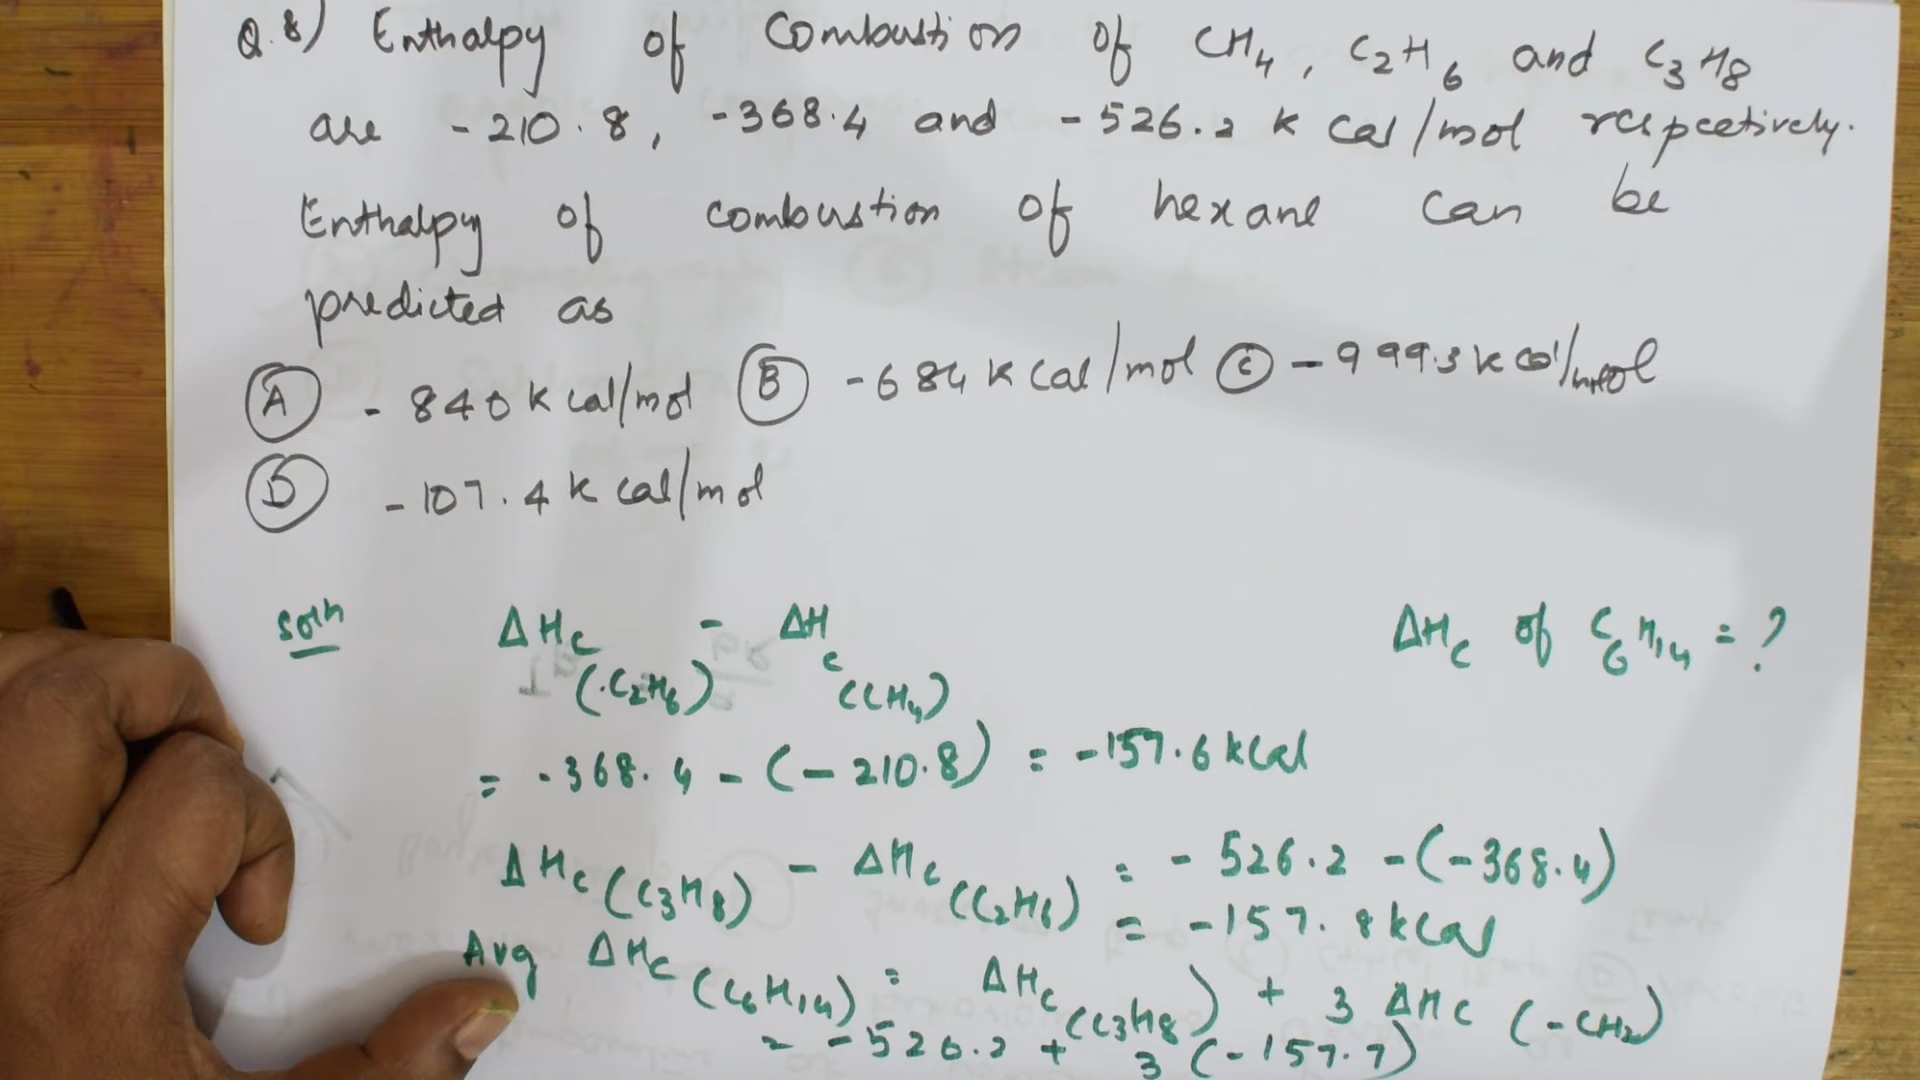 Q.8) Enthalpy of Combustion of CH4, C2H6 and C3H8
are -210.8, -368.4 and -526.2 k Cal/mol respectively.
Enthalpy of combustion of hexane can be
predicted as
(A) - 840 k Cal/mol (B) -684 k Cal/mol (C) -999.3 k Cal/mol
(D) -107.4 k Cal/mol
Soln ΔHc (C2H6) - ΔHc (CH4) ΔHc of C6H14 = ?
= -368.4 - (-210.8) = -157.6 kCal
ΔHc (C3H8) - ΔHc (C2H6) = - 526.2 -(-368.4)
= -157.8 kCal
Avg ΔHc (C6H14) = ΔHc (C3H8) + 3 ΔHc (-CH2)
= -526.2 + 3 (-157.7)